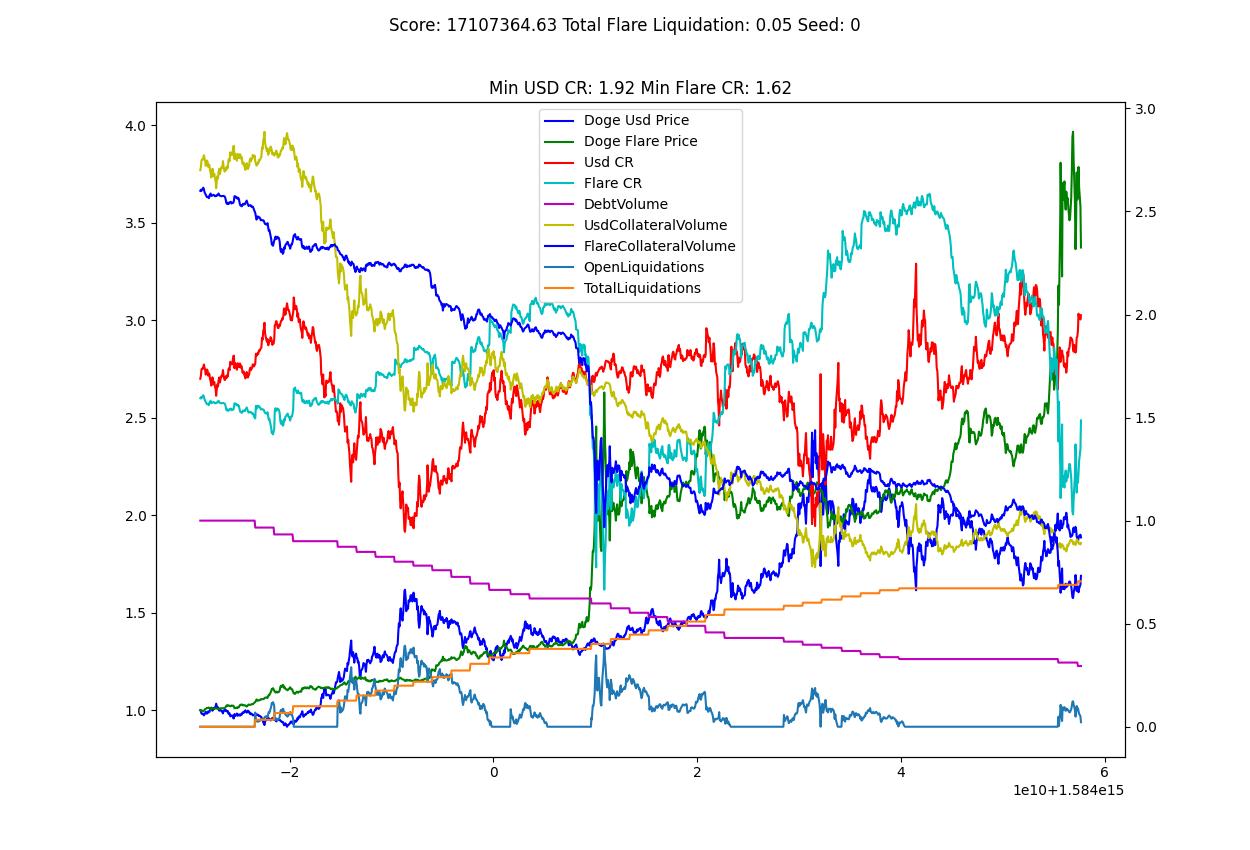 Score: 17107364.63 Total Flare Liquidation: 0.05 Seed: 0
Min USD CR: 1.92 Min Flare CR: 1.62
Doge Usd Price
Doge Flare Price
Usd CR
Flare CR
DebtVolume
UsdCollateralVolume
FlareCollateralVolume
OpenLiquidations
TotalLiquidations
4.0
3.5
3.0
2.5
2.0
1.5
1.0
3.0
2.5
2.0
1.5
1.0
0.5
0.0
−2 0 2 4 6
1e10+1.584e15